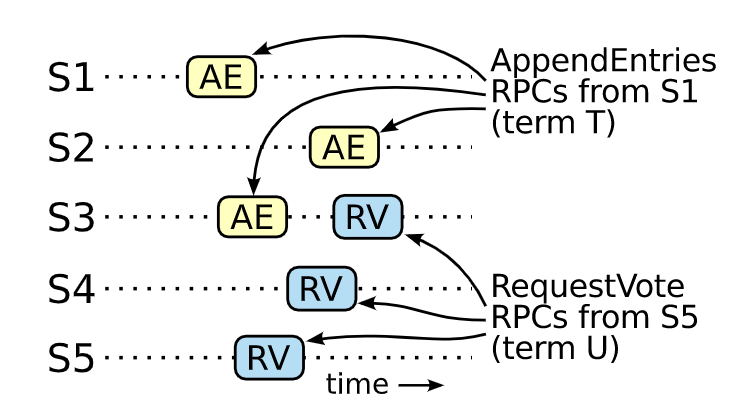 AppendEntries
RPCs from S1
(term T)
S1 AE
S2 AE
S3 AE RV
S4 RV
S5 RV
RequestVote
RPCs from S5
(term U)
time